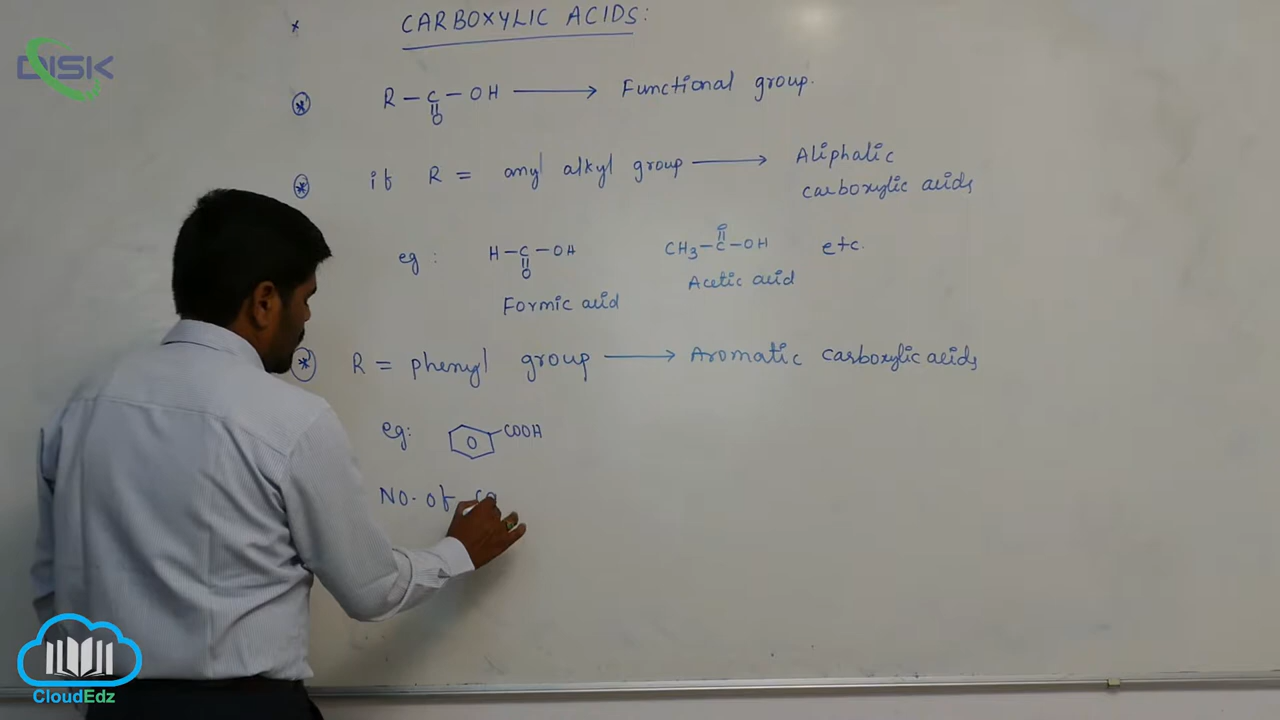 DISK
* CARBOXYLIC ACIDS:
* R-C-OH → Functional group.
O
* if R = any alkyl group → Aliphatic
carboxylic acids
eg: H-C-OH CH3-C-OH etc.
O O
Formic acid Acetic acid
* R = phenyl group → Aromatic carboxylic acids
eg: COOH
NO. of
CloudEdz